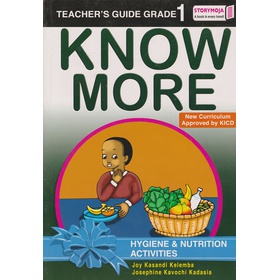 TEACHER'S GUIDE GRADE 1
STORYMOJA
A book in every hand!
KNOW
MORE
New Curriculum
Approved by KICD
HYGIENE & NUTRITION
ACTIVITIES
Joy Kasandi Kelemba
Josephine Kavochi Kadasia